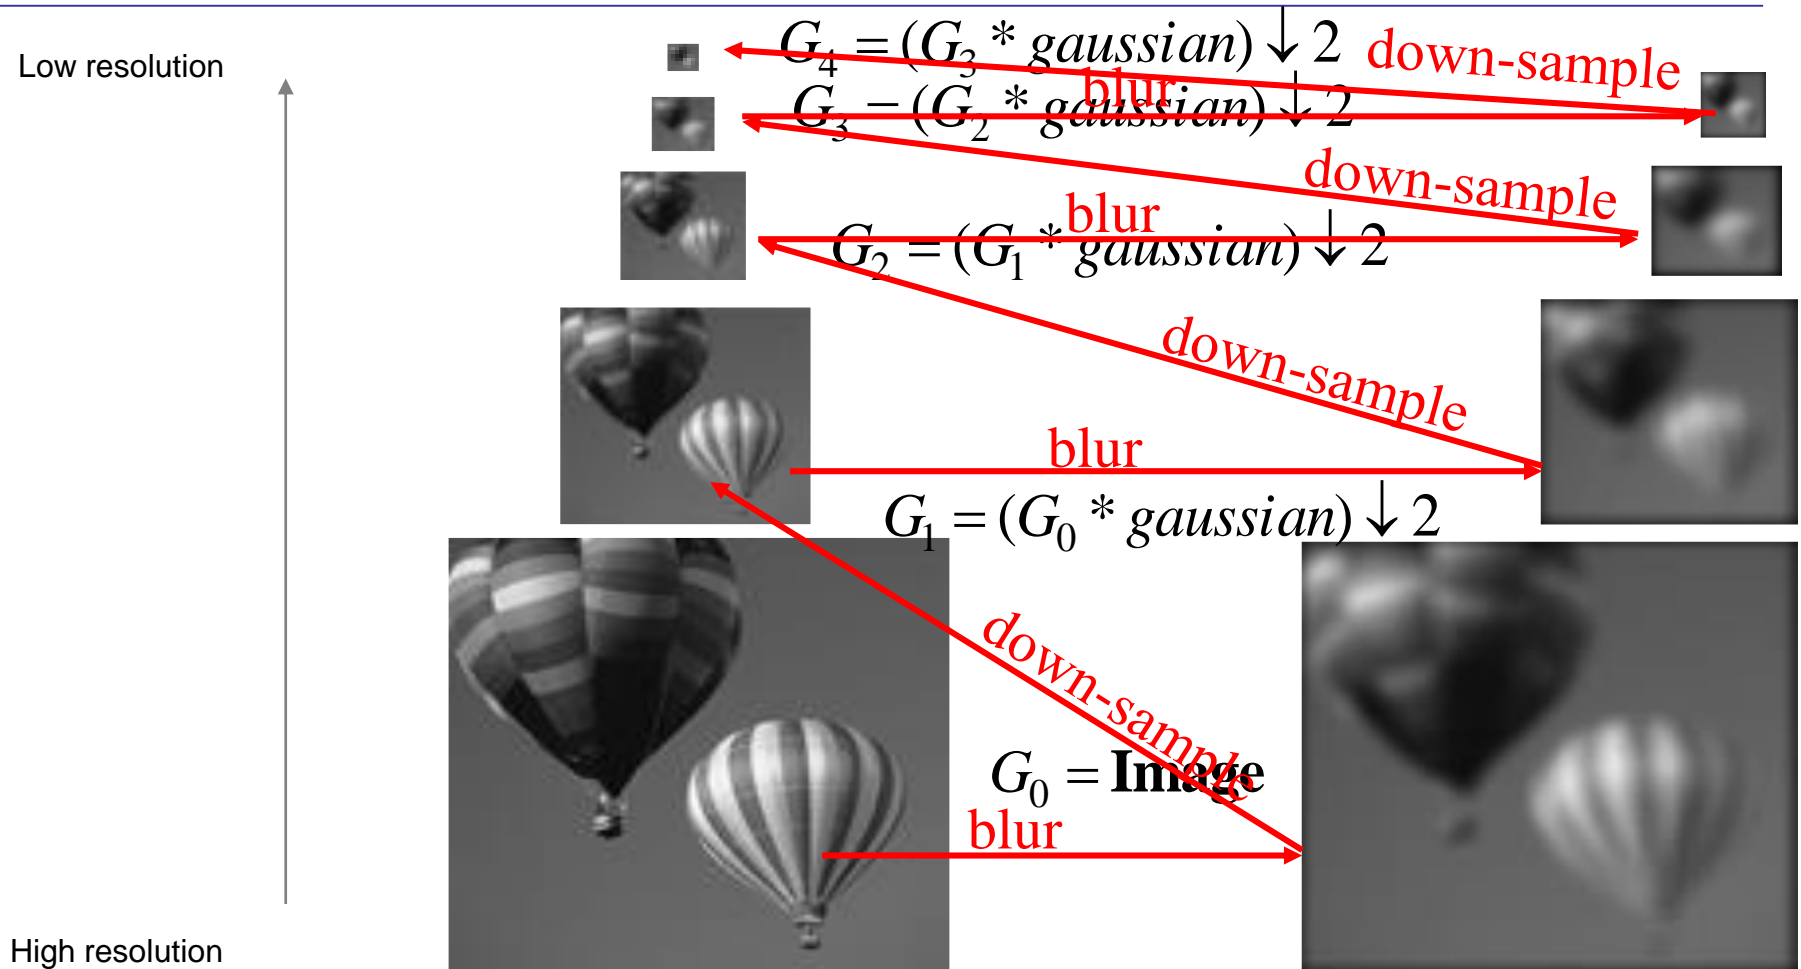 G₄ = (G₃ * gaussian) ↓ 2
down-sample
Low resolution
blur
G₃ = (G₂ * gaussian) ↓ 2
down-sample
blur
G₂ = (G₁ * gaussian) ↓ 2
down-sample
blur
G₁ = (G₀ * gaussian) ↓ 2
down-sample
G₀ = Image
blur
High resolution